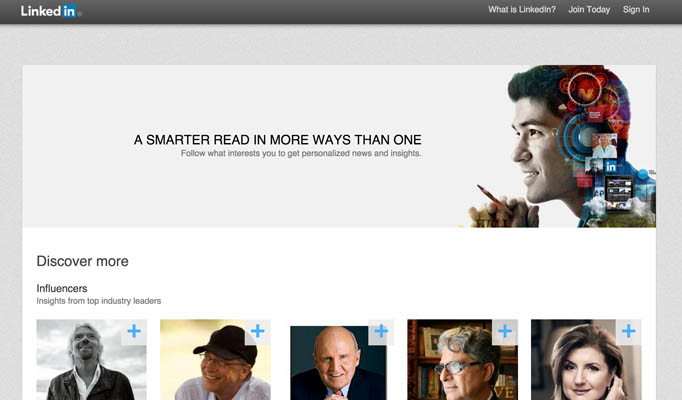 Linked in
What is LinkedIn? Join Today Sign In
A SMARTER READ IN MORE WAYS THAN ONE
Follow what interests you to get personalized news and insights.
in
Discover more
Influencers
Insights from top industry leaders